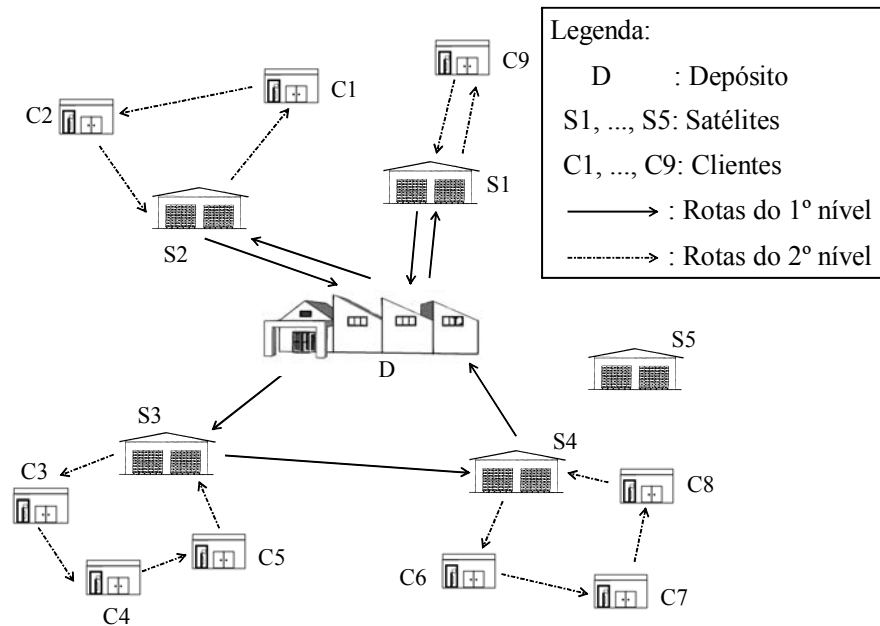 C9
C1
C2
S1
S2
Legenda:
D : Depósito
S1, ..., S5: Satélites
C1, ..., C9: Clientes
: Rotas do 1º nível
: Rotas do 2º nível
D
S5
S3
S4
C3
C8
C5
C6
C4
C7